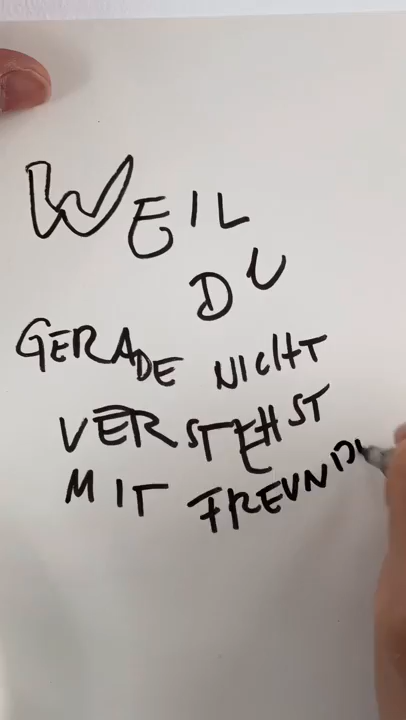 WEIL
DU
GERADE NICHT
VERSTEHST
MIT FREUND